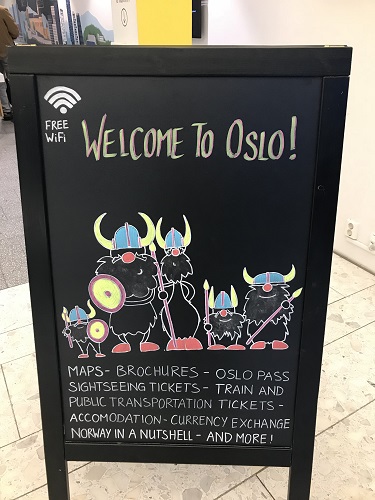 FREE
WiFi
WELCOME TO OSLO!
MAPS- BROCHURES - OSLO PASS
SIGHTSEEING TICKETS - TRAIN AND
PUBLIC TRANSPORTATION TICKETS -
ACCOMODATION - CURRENCY EXCHANGE
NORWAY IN A NUTSHELL - AND MORE!